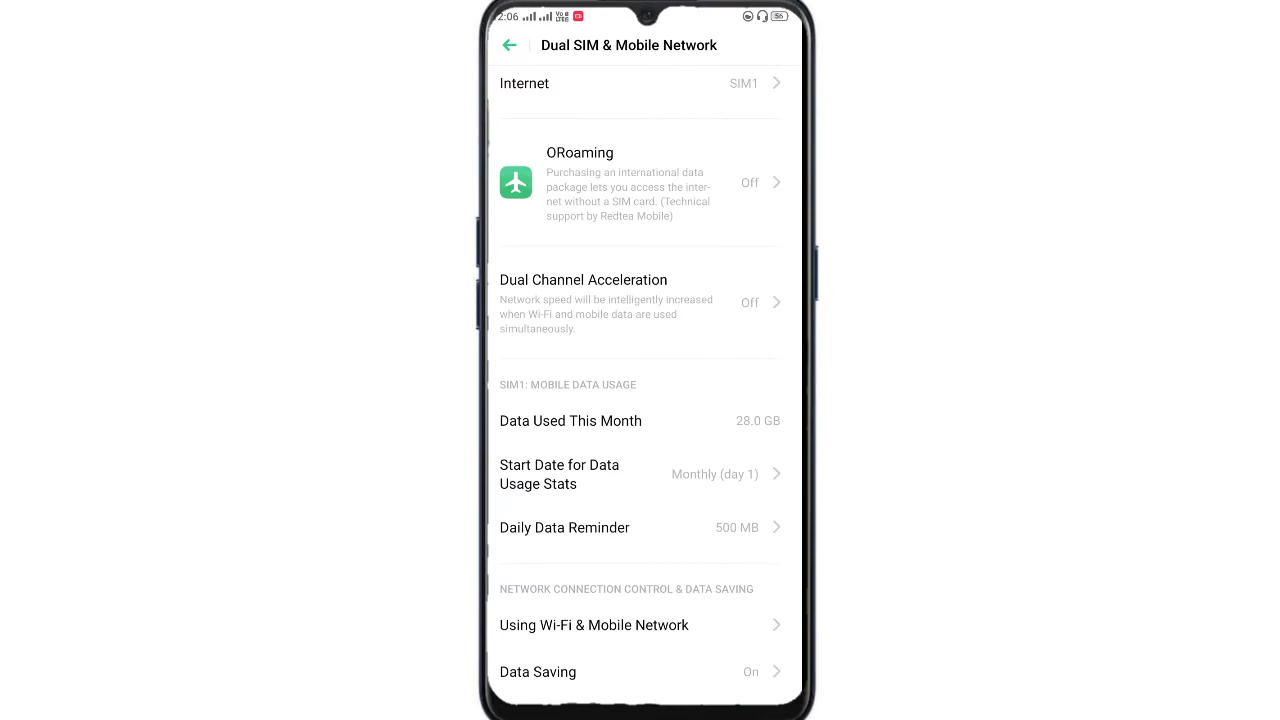 2:06 56
Dual SIM & Mobile Network
Internet SIM1
ORoaming
Purchasing an international data
package lets you access the inter-
net without a SIM card. (Technical
support by Redtea Mobile)
Off
Dual Channel Acceleration
Network speed will be intelligently increased
when Wi-Fi and mobile data are used
simultaneously.
Off
SIM1: MOBILE DATA USAGE
Data Used This Month 28.0 GB
Start Date for Data
Usage Stats
Monthly (day 1)
Daily Data Reminder 500 MB
NETWORK CONNECTION CONTROL & DATA SAVING
Using Wi-Fi & Mobile Network
Data Saving On